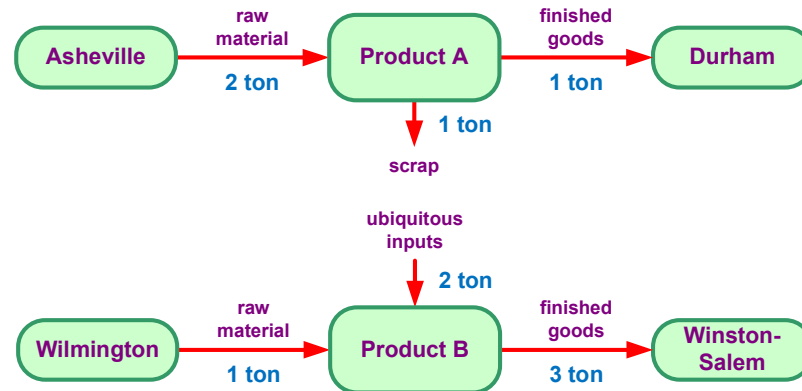 raw
material
finished
goods
Asheville
Product A
Durham
2 ton
1 ton
1 ton
scrap
ubiquitous
inputs
2 ton
raw
material
finished
goods
Wilmington
Product B
Winston-
Salem
1 ton
3 ton